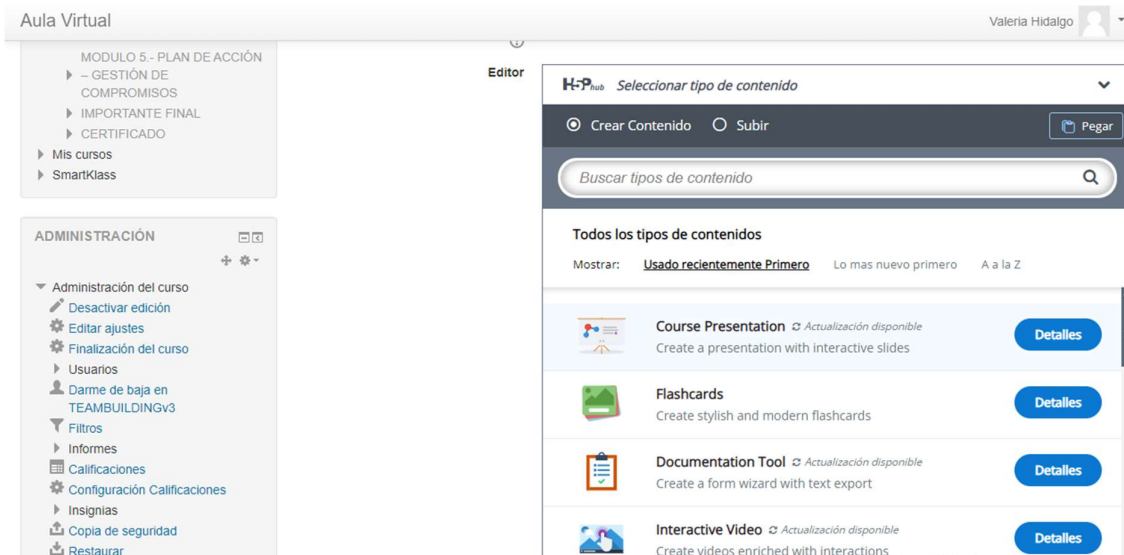 Aula Virtual
Valeria Hidalgo
MODULO 5.- PLAN DE ACCIÓN
– GESTIÓN DE
COMPROMISOS
IMPORTANTE FINAL
CERTIFICADO
Mis cursos
SmartKlass
ADMINISTRACIÓN
Administración del curso
Desactivar edición
Editar ajustes
Finalización del curso
Usuarios
Darme de baja en
TEAMBUILDINGv3
Filtros
Informes
Calificaciones
Configuración Calificaciones
Insignias
Copia de seguridad
Restaurar
Editor
H5Phub Seleccionar tipo de contenido
Crear Contenido Subir Pegar
Buscar tipos de contenido
Todos los tipos de contenidos
Mostrar: Usado recientemente Primero Lo mas nuevo primero A a la Z
Course Presentation Actualización disponible
Create a presentation with interactive slides
Detalles
Flashcards
Create stylish and modern flashcards
Detalles
Documentation Tool Actualización disponible
Create a form wizard with text export
Detalles
Interactive Video Actualización disponible
Create videos enriched with interactions
Detalles